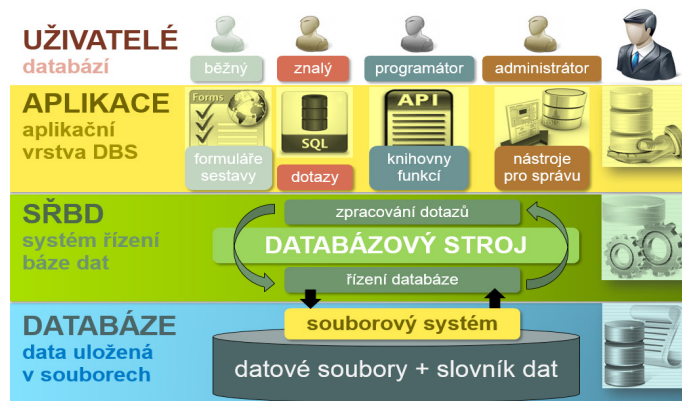 UŽIVATELÉ
databází
běžný
znalý
programátor
administrátor
APLIKACE
aplikační
vrstva DBS
Forms
formuláře
sestavy
SQL
dotazy
API
knihovny
funkcí
nástroje
pro správu
SŘBD
systém řízení
báze dat
zpracování dotazů
DATABÁZOVÝ STROJ
řízení databáze
DATABÁZE
data uložená
v souborech
souborový systém
datové soubory + slovník dat